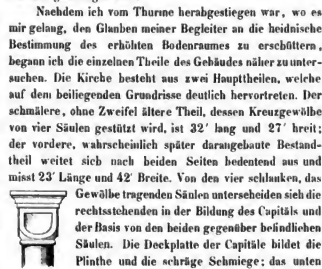 Nachdem ich vom Thurme herabgestiegen war, wo es
mir gelang, den Glauben meiner Begleiter an die heidnische
Bestimmung des erhöhten Bodenraumes zu erschüttern,
begann ich die einzelnen Theile des Gebäudes näher zu unter-
suchen. Die Kirche besteht aus zwei Haupttheilen, welche
auf dem beiliegenden Grundrisse deutlich hervortreten. Der
schmälere, ohne Zweifel ältere Theil, dessen Kreuzgewölbe
von vier Säulen gestützt wird, ist 32′ lang und 27′ breit;
der vordere, wahrscheinlich später darangebaute Bestand-
theil weitet sich nach beiden Seiten bedeutend aus und
misst 23′ Länge und 42′ Breite. Von den vier schlanken, das
Gewölbe tragenden Säulen unterscheiden sich die
rechtsstehenden in der Bildung des Capitäls und
der Basis von den beiden gegenüber befindlichen
Säulen. Die Deckplatte der Capitäle bildet die
Plinthe und die schräge Schmiege; das unten